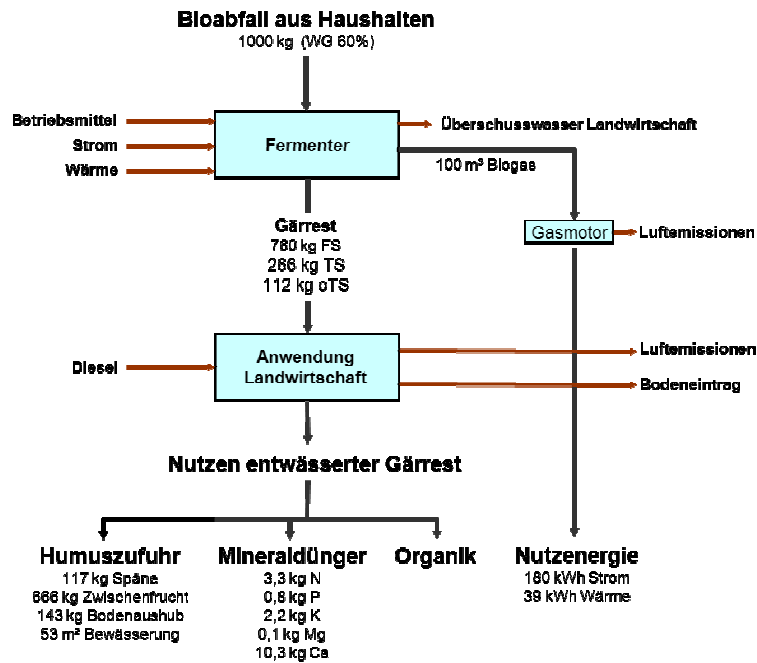 Bioabfall aus Haushalten
1000 kg (WG 60%)
Betriebsmittel
Strom
Wärme
Fermenter
Überschusswasser Landwirtschaft
100 m³ Biogas
Gärrest
780 kg FS
266 kg TS
112 kg oTS
Gasmotor
Luftemissionen
Diesel
Anwendung
Landwirtschaft
Luftemissionen
Bodeneintrag
Nutzen entwässerter Gärrest
Humuszufuhr
117 kg Späne
666 kg Zwischenfrucht
143 kg Bodenaushub
53 m² Bewässerung
Mineraldünger
3,3 kg N
0,8 kg P
2,2 kg K
0,1 kg Mg
10,3 kg Ca
Organik
Nutzenergie
180 kWh Strom
39 kWh Wärme